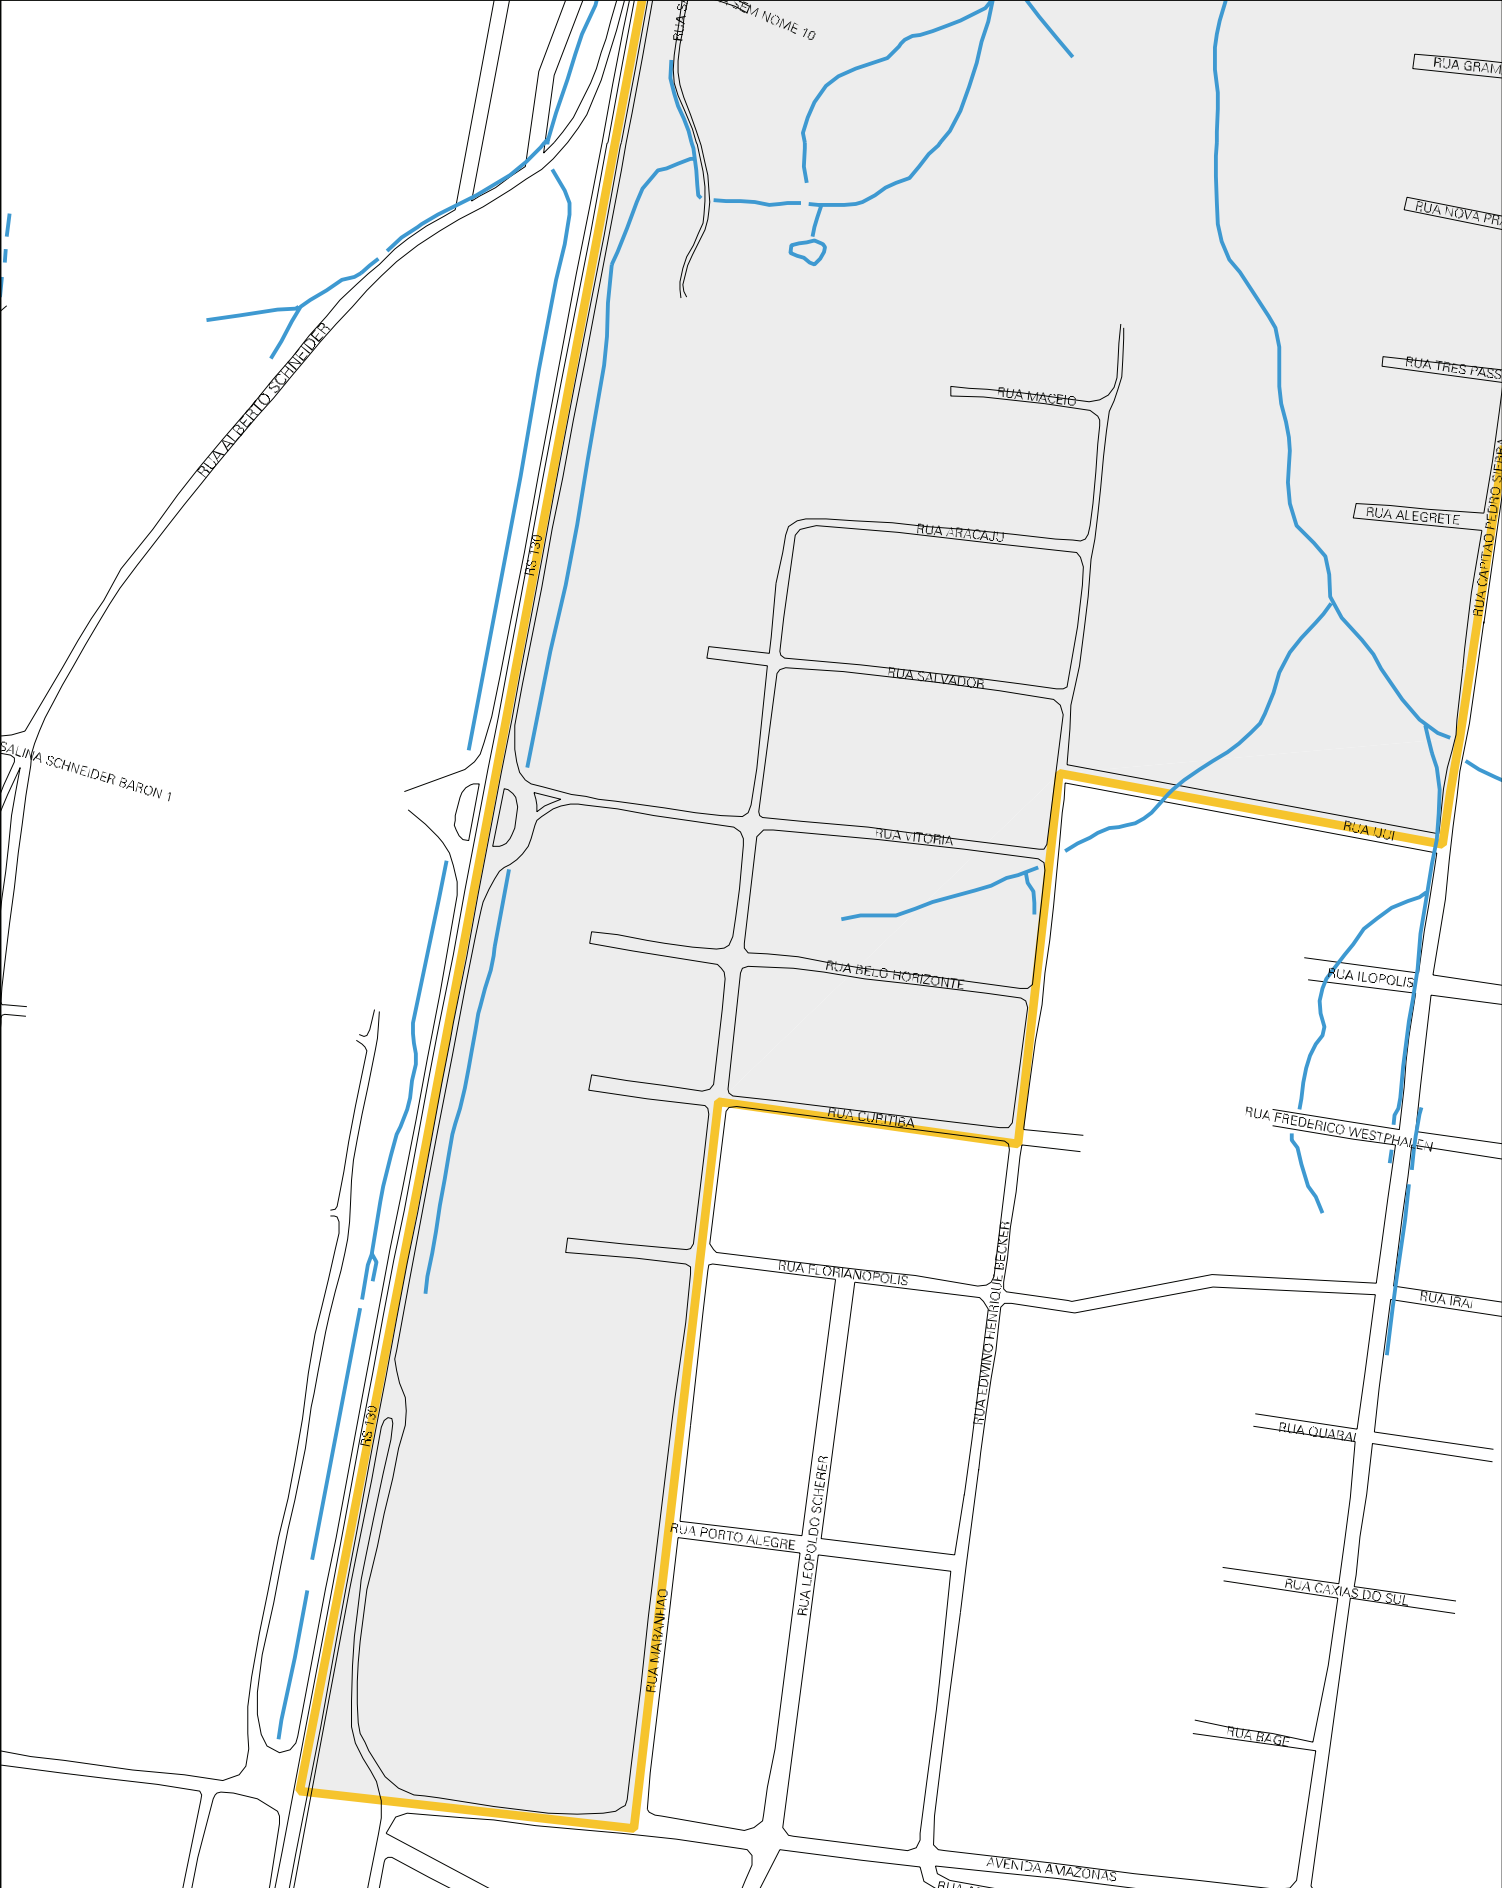 SEM NOME 10
RUA S
RUA GRAM
RUA NOVA PRA
RUA ALBERTO SCHNEIDER
RUA TRES PASS
RUA MACEIO
RUA CAPITAO PEDRO SIEBRA
RUA ALEGRETE
RUA ARACAJU
RS 130
RUA SALVADOR
SALINA SCHNEIDER BARON 1
RUA IJUI
RUA VITORIA
RUA BELO HORIZONTE
RUA ILOPOLIS
RUA CURITIBA
RUA FREDERICO WESTPHALEN
RUA FLORIANOPOLIS
RUA EDWINO HENRIQUE BECKER
RUA IRAI
RS 130
RUA QUARAI
RUA LEOPOLDO SCHERER
RUA PORTO ALEGRE
RUA CAXIAS DO SUL
RUA MARANHAO
RUA BAGE
AVENIDA AMAZONAS